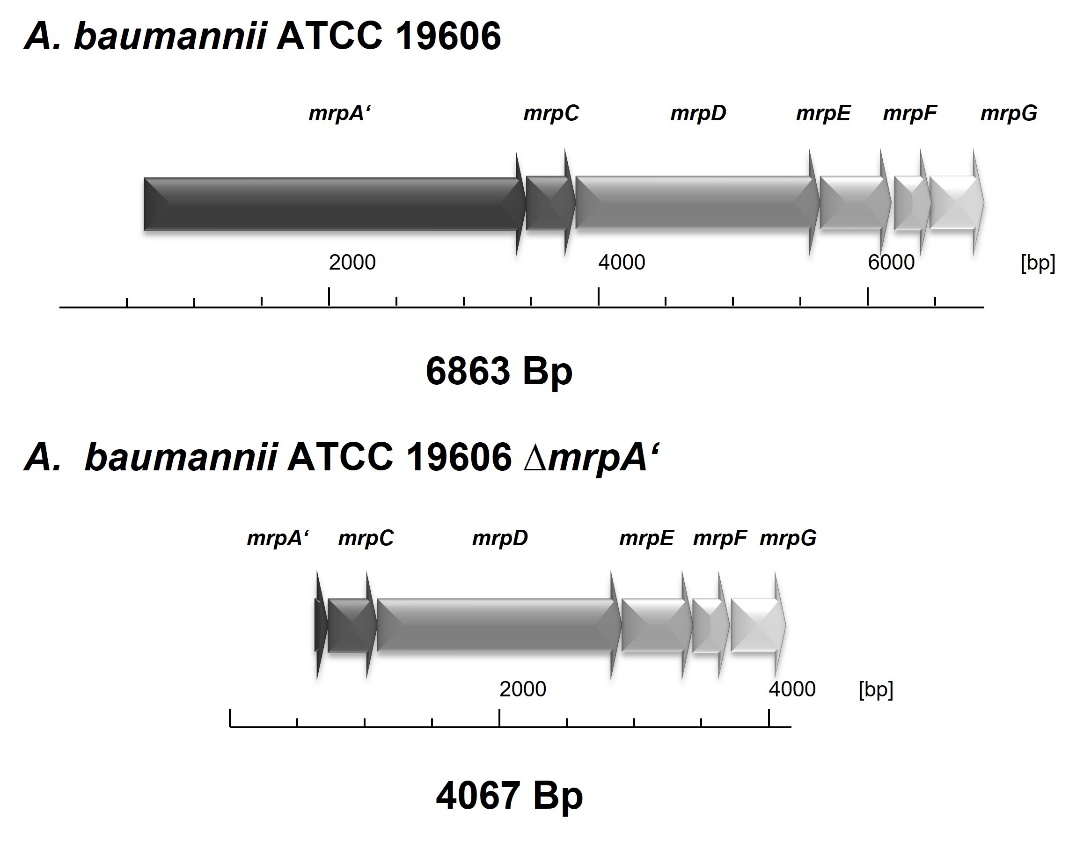 A. baumannii ATCC 19606
mrpA‘ mrpC mrpD mrpE mrpF mrpG
2000 4000 6000 [bp]
6863 Bp
A. baumannii ATCC 19606 ΔmrpA‘
mrpA‘ mrpC mrpD mrpE mrpF mrpG
2000 4000 [bp]
4067 Bp